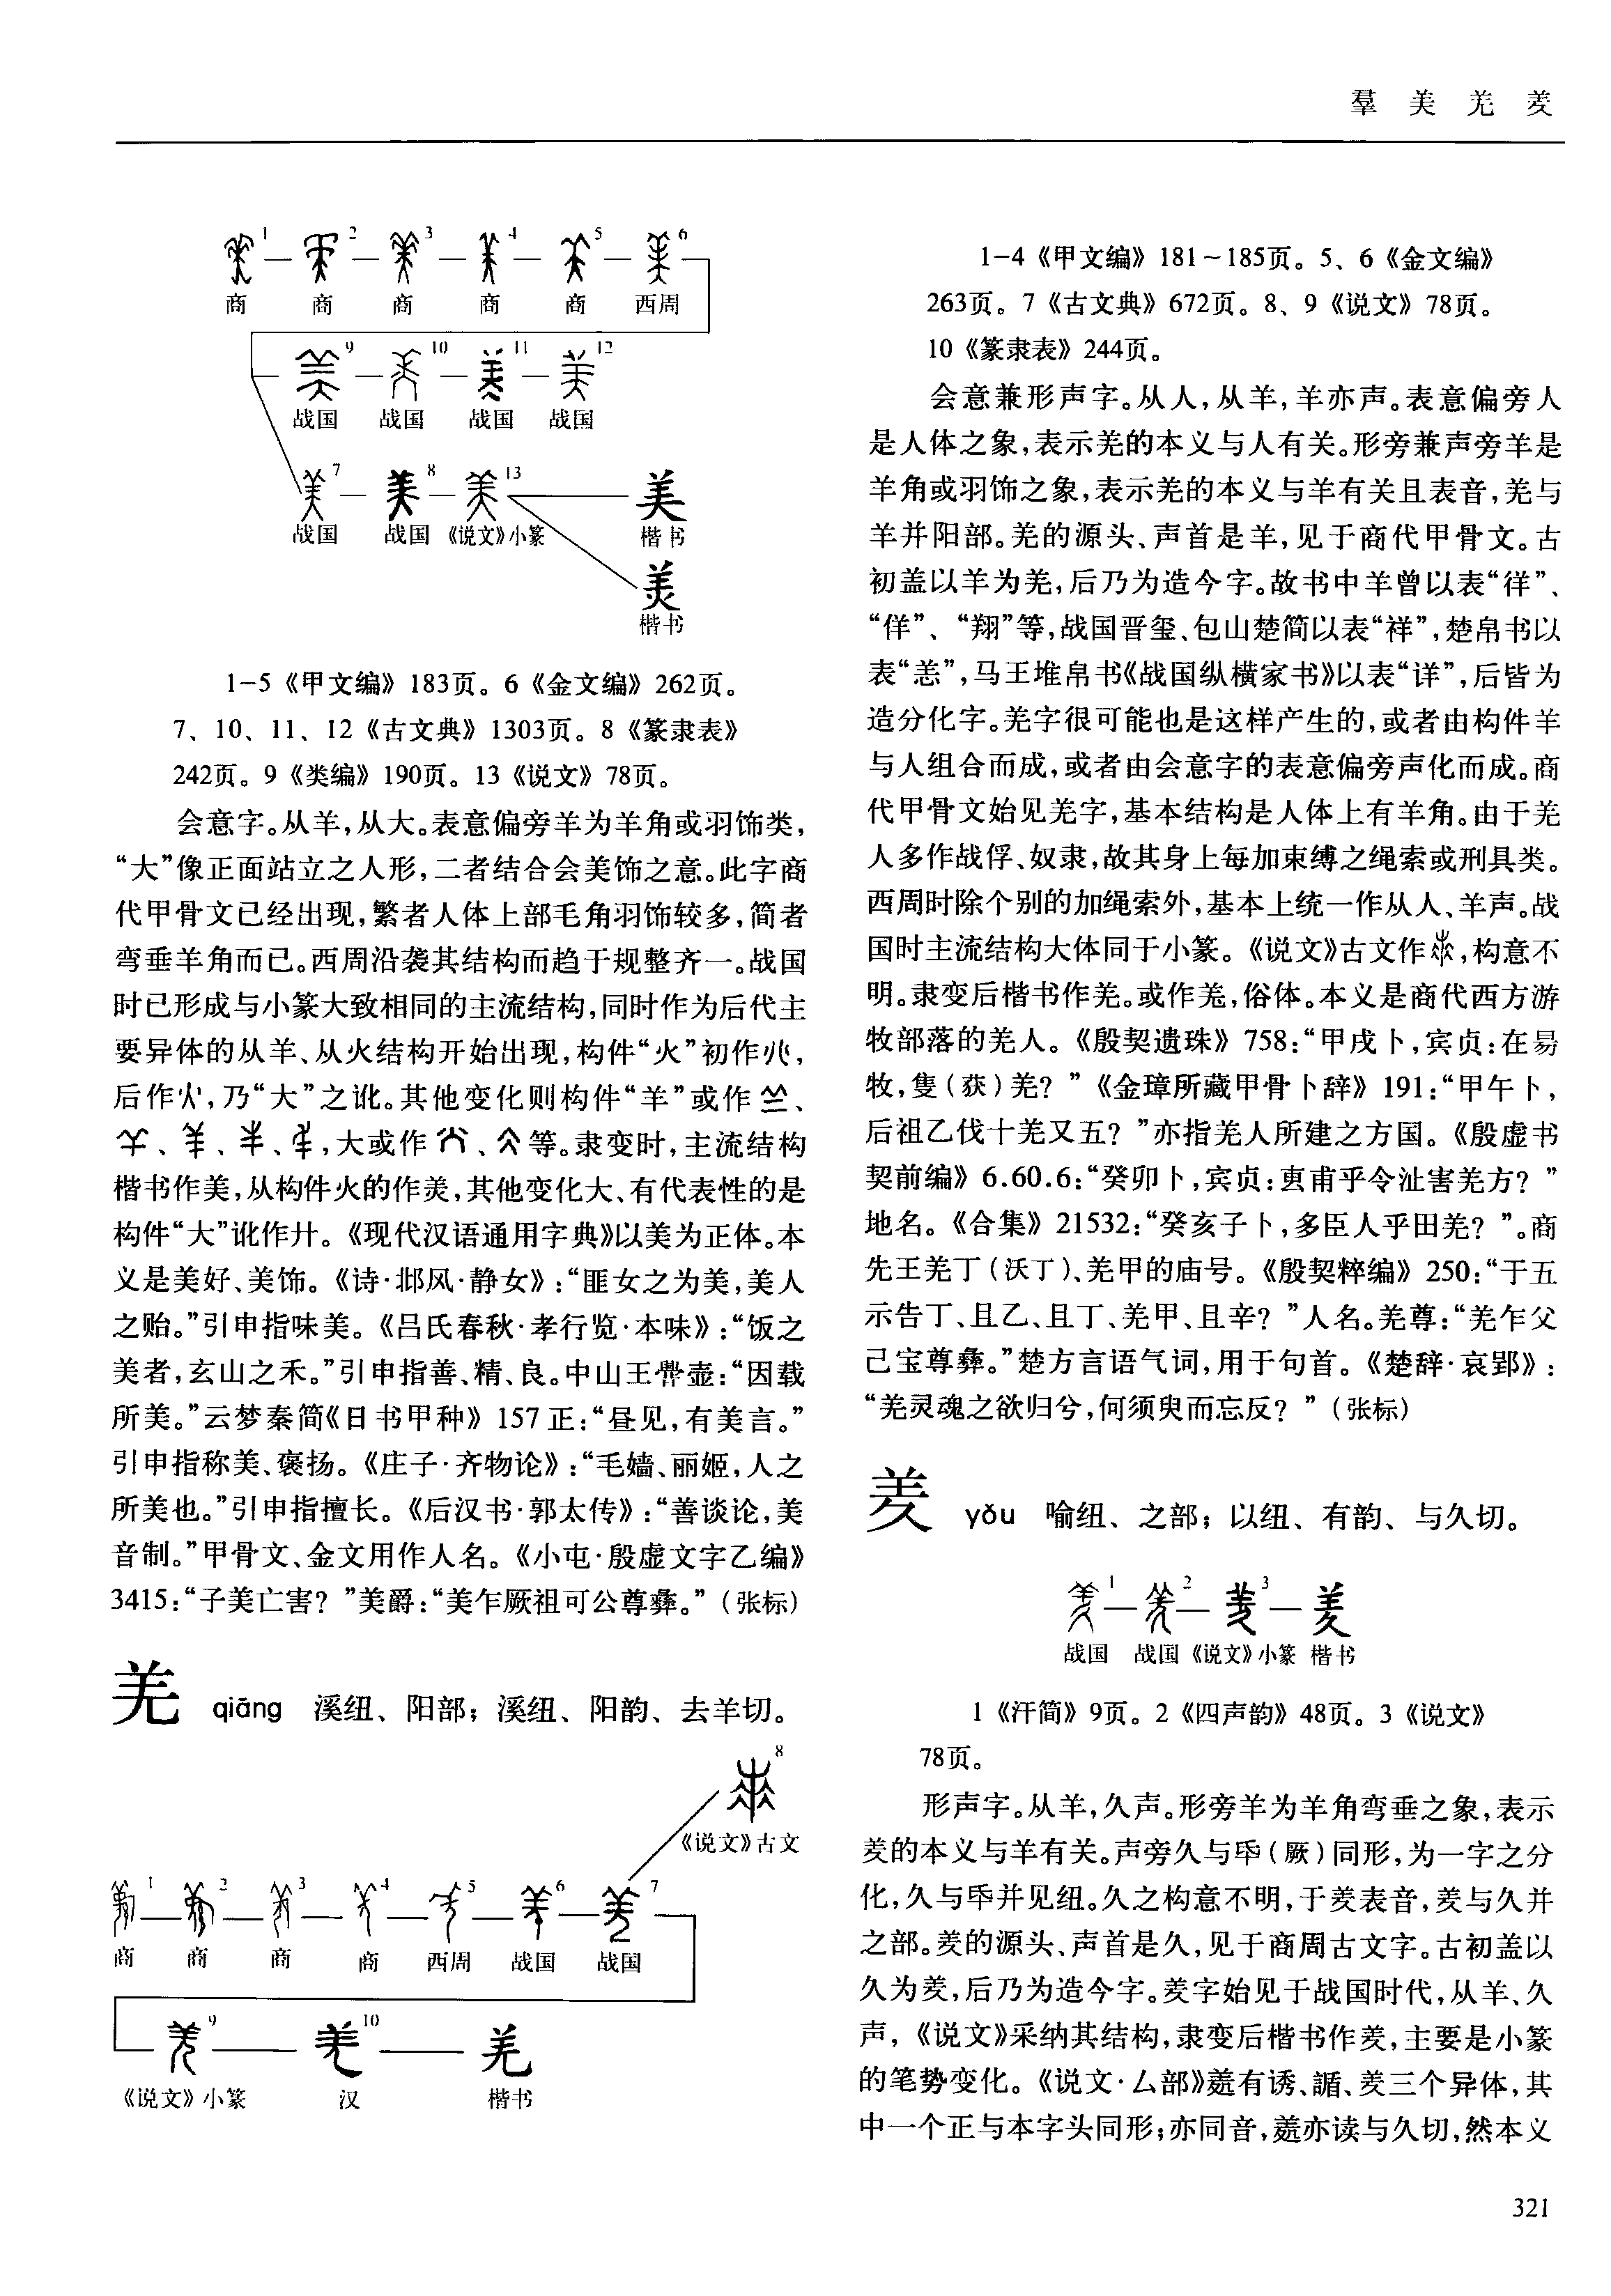 羣 美 羌 羑
1 2 3 4 5 6
商 商 商 商 商 西周
9 10 11 12
战国 战国 战国 战国
7 8 13 美
战国 战国 《说文》小篆 楷书
羙
楷书
1-5《甲文编》183页。6《金文编》262页。
7、10、11、12《古文典》1303页。8《篆隶表》
242页。9《类编》190页。13《说文》78页。
会意字。从羊,从大。表意偏旁羊为羊角或羽饰类,
“大”像正面站立之人形,二者结合会美饰之意。此字商
代甲骨文已经出现,繁者人体上部毛角羽饰较多,简者
弯垂羊角而已。西周沿袭其结构而趋于规整齐一。战国
时已形成与小篆大致相同的主流结构,同时作为后代主
要异体的从羊、从火结构开始出现,构件“火”初作,
后作,乃“大”之讹。其他变化则构件“羊”或作、
、、、,大或作、等。隶变时,主流结构
楷书作美,从构件火的作羙,其他变化大、有代表性的是
构件“大”讹作廾。《现代汉语通用字典》以美为正体。本
义是美好、美饰。《诗·邶风·静女》:“匪女之为美,美人
之贻。”引申指味美。《吕氏春秋·孝行览·本味》:“饭之
美者,玄山之禾。”引申指善、精、良。中山王壶:“因载
所美。”云梦秦简《日书甲种》157正:“昼见,有美言。”
引申指称美、褒扬。《庄子·齐物论》:“毛嫱、丽姬,人之
所美也。”引申指擅长。《后汉书·郭太传》:“善谈论,美
音制。”甲骨文、金文用作人名。《小屯·殷虚文字乙编》
3415:“子美亡害?”美爵:“美乍厥祖可公尊彝。”(张标)
羌 qiāng 溪纽、阳部;溪纽、阳韵、去羊切。
8
《说文》古文
1 2 3 4 5 6 7
商 商 商 商 西周 战国 战国
9 10 羌
《说文》小篆 汉 楷书
1-4《甲文编》181~185页。5、6《金文编》
263页。7《古文典》672页。8、9《说文》78页。
10《篆隶表》244页。
会意兼形声字。从人,从羊,羊亦声。表意偏旁人
是人体之象,表示羌的本义与人有关。形旁兼声旁羊是
羊角或羽饰之象,表示羌的本义与羊有关且表音,羌与
羊并阳部。羌的源头、声首是羊,见于商代甲骨文。古
初盖以羊为羌,后乃为造今字。故书中羊曾以表“徉”、
“佯”、“翔”等,战国晋玺、包山楚简以表“祥”,楚帛书以
表“恙”,马王堆帛书《战国纵横家书》以表“详”,后皆为
造分化字。羌字很可能也是这样产生的,或者由构件羊
与人组合而成,或者由会意字的表意偏旁声化而成。商
代甲骨文始见羌字,基本结构是人体上有羊角。由于羌
人多作战俘、奴隶,故其身上每加束缚之绳索或刑具类。
西周时除个别的加绳索外,基本上统一作从人、羊声。战
国时主流结构大体同于小篆。《说文》古文作,构意不
明。隶变后楷书作羌。或作羗,俗体。本义是商代西方游
牧部落的羌人。《殷契遗珠》758:“甲戌卜,宾贞:在易
牧,隻(获)羌?”《金璋所藏甲骨卜辞》191:“甲午卜,
后祖乙伐十羌又五?”亦指羌人所建之方国。《殷虚书
契前编》6.60.6:“癸卯卜,宾贞:叀甫乎令沚害羌方?”
地名。《合集》21532:“癸亥子卜,多臣人乎田羌?”。商
先王羌丁(沃丁)、羌甲的庙号。《殷契粹编》250:“于五
示告丁、且乙、且丁、羌甲、且辛?”人名。羌尊:“羌乍父
己宝尊彝。”楚方言语气词,用于句首。《楚辞·哀郢》:
“羌灵魂之欲归兮,何须臾而忘反?”(张标)
羑 yǒu 喻纽、之部;以纽、有韵、与久切。
1 2 3 羑
战国 战国《说文》小篆 楷书
1《汗简》9页。2《四声韵》48页。3《说文》
78页。
形声字。从羊,久声。形旁羊为羊角弯垂之象,表示
羑的本义与羊有关。声旁久与氒(厥)同形,为一字之分
化,久与氒并见纽。久之构意不明,于羑表音,羑与久并
之部。羑的源头、声首是久,见于商周古文字。古初盖以
久为羑,后乃为造今字。羑字始见于战国时代,从羊、久
声,《说文》采纳其结构,隶变后楷书作羑,主要是小篆
的笔势变化。《说文·厶部》羑有诱、䛻、羑三个异体,其
中一个正与本字头同形;亦同音,亦读与久切,然本义
321